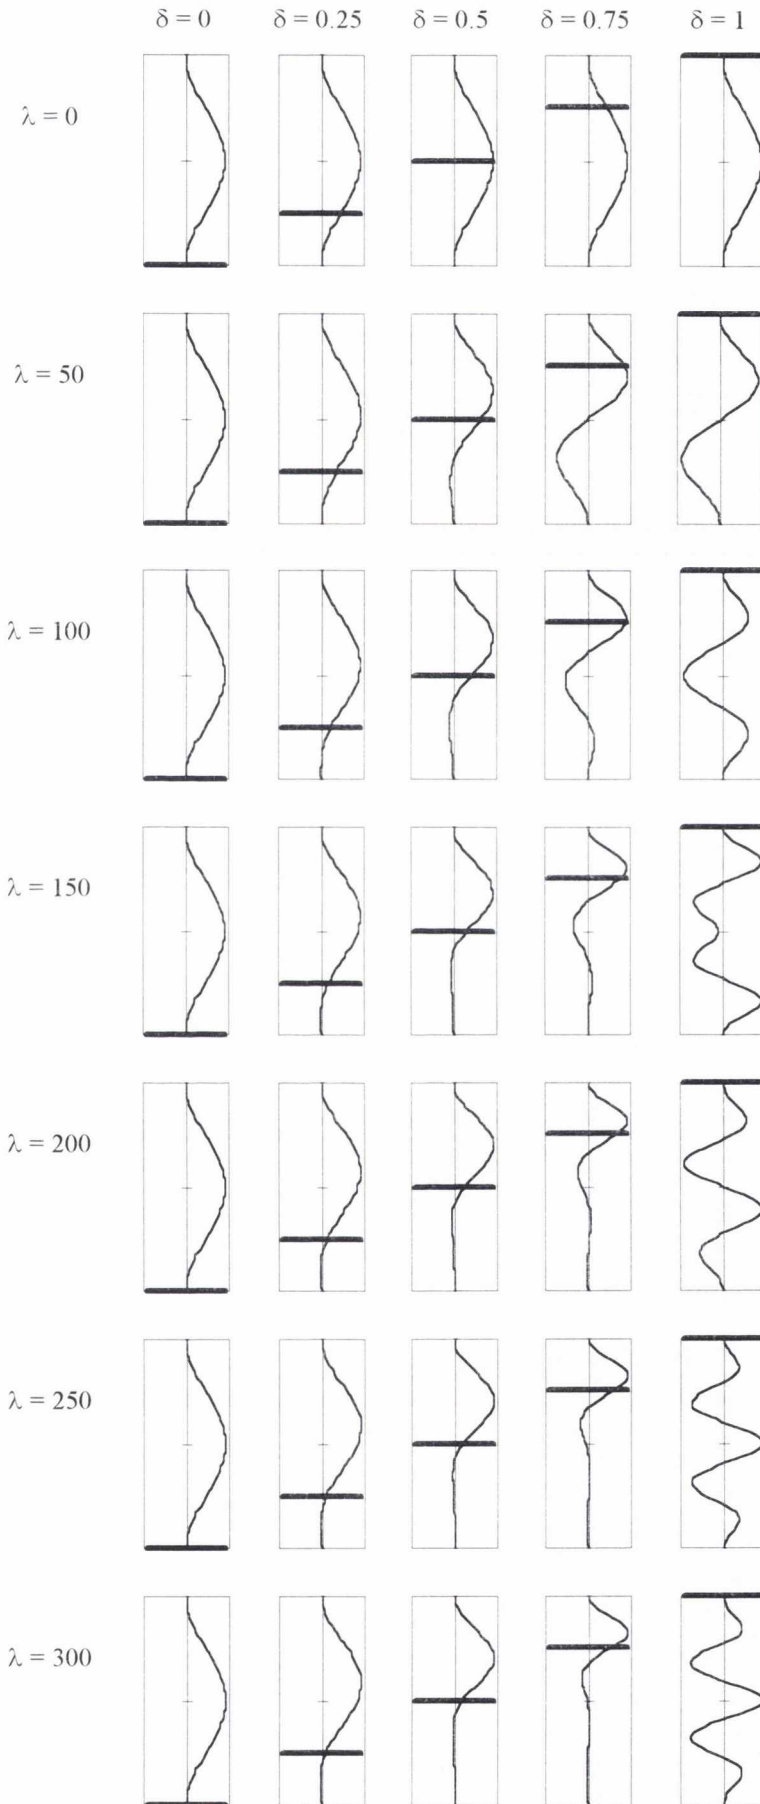 δ = 0 δ = 0.25 δ = 0.5 δ = 0.75 δ = 1
λ = 0
λ = 50
λ = 100
λ = 150
λ = 200
λ = 250
λ = 300